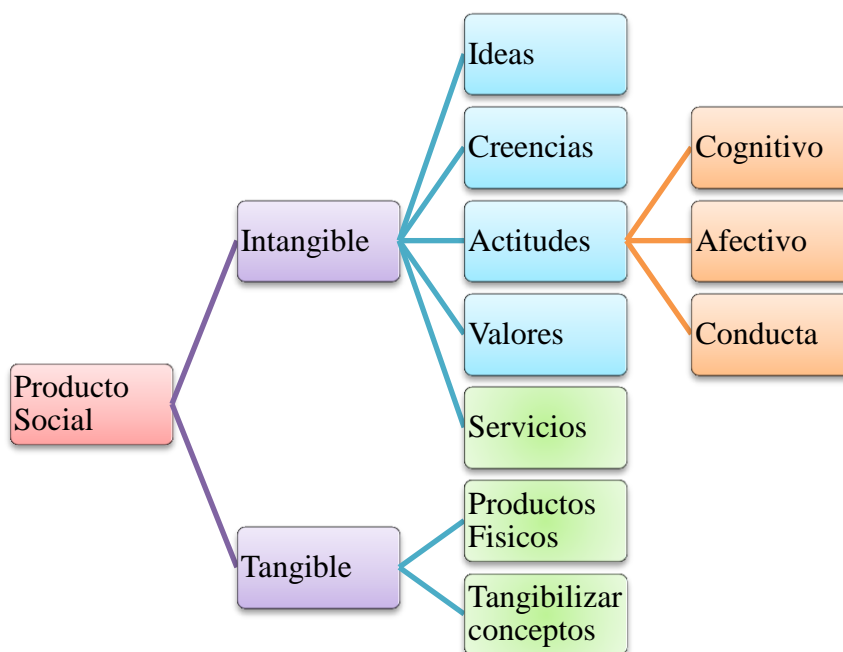 Ideas
Creencias
Cognitivo
Intangible
Actitudes
Afectivo
Valores
Conducta
Producto
Social
Servicios
Productos
Fisicos
Tangible
Tangibilizar
conceptos